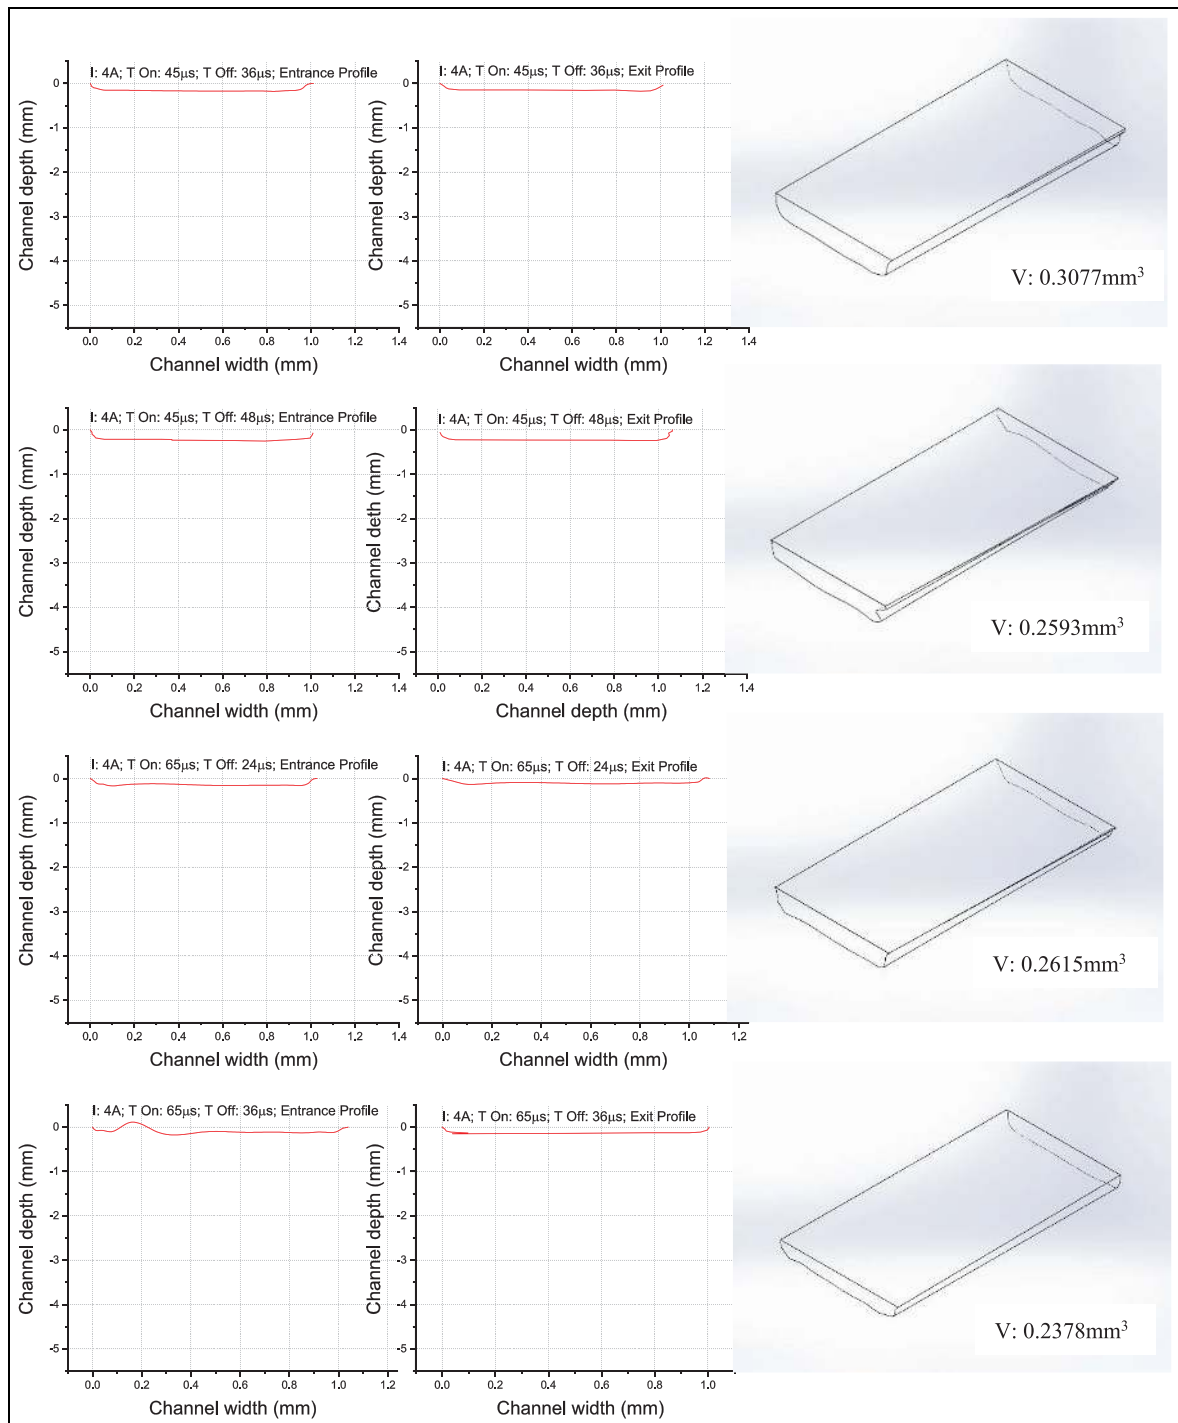 I: 4A; T On: 45μs; T Off: 36μs; Entrance Profile
0
-1
-2
-3
-4
-5
Channel depth (mm)
0.0 0.2 0.4 0.6 0.8 1.0 1.2 1.4
Channel width (mm)
I: 4A; T On: 45μs; T Off: 36μs; Exit Profile
0
-1
-2
-3
-4
-5
Channel depth (mm)
0.0 0.2 0.4 0.6 0.8 1.0 1.2 1.4
Channel width (mm)
V: 0.3077mm³
I: 4A; T On: 45μs; T Off: 48μs; Entrance Profile
0
-1
-2
-3
-4
-5
Channel depth (mm)
0.0 0.2 0.4 0.6 0.8 1.0 1.2 1.4
Channel width (mm)
I: 4A; T On: 45μs; T Off: 48μs; Exit Profile
0
-1
-2
-3
-4
-5
Channel deth (mm)
0.0 0.2 0.4 0.6 0.8 1.0 1.2 1.4
Channel depth (mm)
V: 0.2593mm³
I: 4A; T On: 65μs; T Off: 24μs; Entrance Profile
0
-1
-2
-3
-4
-5
Channel depth (mm)
0.0 0.2 0.4 0.6 0.8 1.0 1.2 1.4
Channel width (mm)
I: 4A; T On: 65μs; T Off: 24μs; Exit Profile
0
-1
-2
-3
-4
-5
Channel depth (mm)
0.0 0.2 0.4 0.6 0.8 1.0 1.2
Channel width (mm)
V: 0.2615mm³
I: 4A; T On: 65μs; T Off: 36μs; Entrance Profile
0
-1
-2
-3
-4
-5
Channel depth (mm)
0.0 0.2 0.4 0.6 0.8 1.0 1.2
Channel width (mm)
I: 4A; T On: 65μs; T Off: 36μs; Exit Profile
0
-1
-2
-3
-4
-5
Channel depth (mm)
0.0 0.2 0.4 0.6 0.8 1.0
Channel width (mm)
V: 0.2378mm³